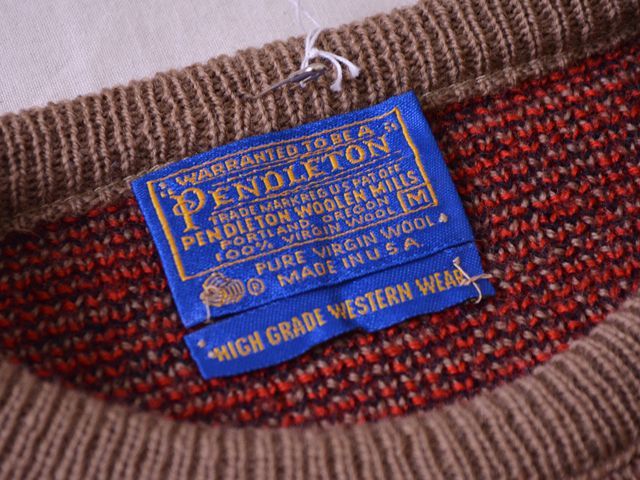 "WARRANTED TO BE A"
PENDLETON
TRADE MARK REG U S PAT OFF
PENDLETON WOOLEN MILLS
PORTLAND, OREGON
100% VIRGIN WOOL
M
PURE VIRGIN WOOL
® MADE IN U.S.A.
"HIGH GRADE WESTERN WEAR"